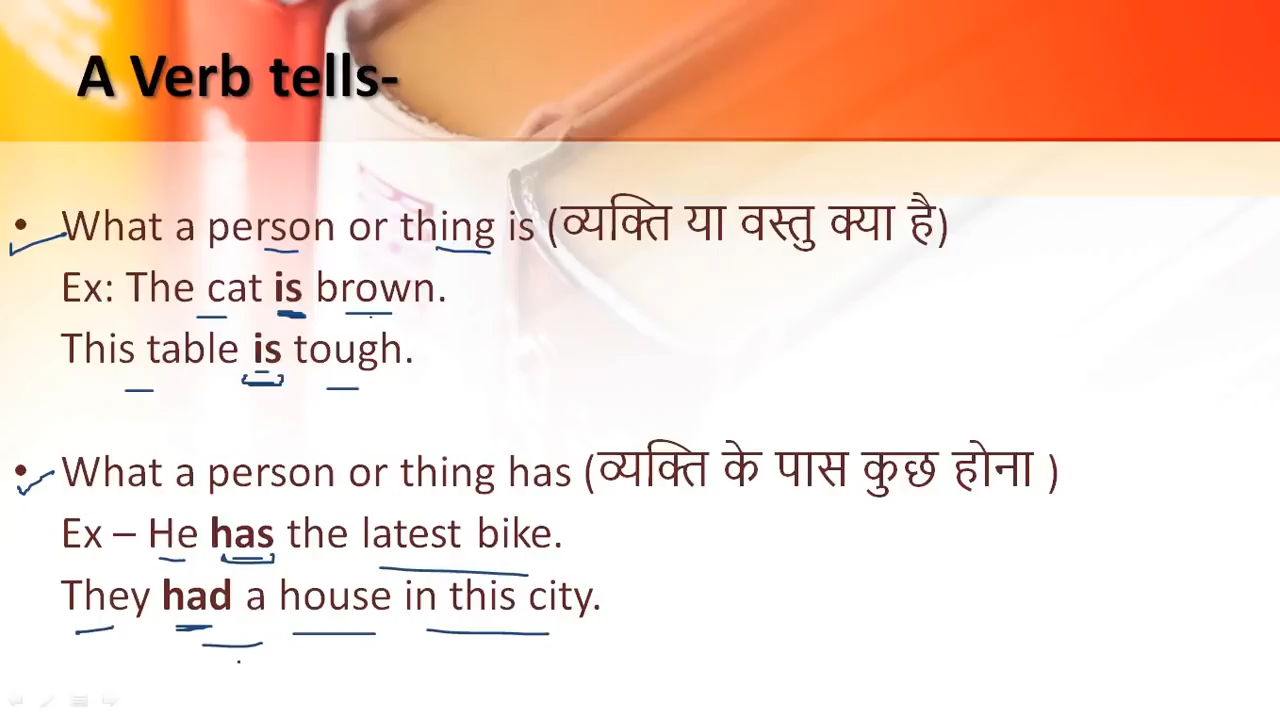 A Verb tells-
• What a person or thing is (व्यक्ति या वस्तु क्या है)
Ex: The cat is brown.
This table is tough.
• What a person or thing has (व्यक्ति के पास कुछ होना )
Ex – He has the latest bike.
They had a house in this city.